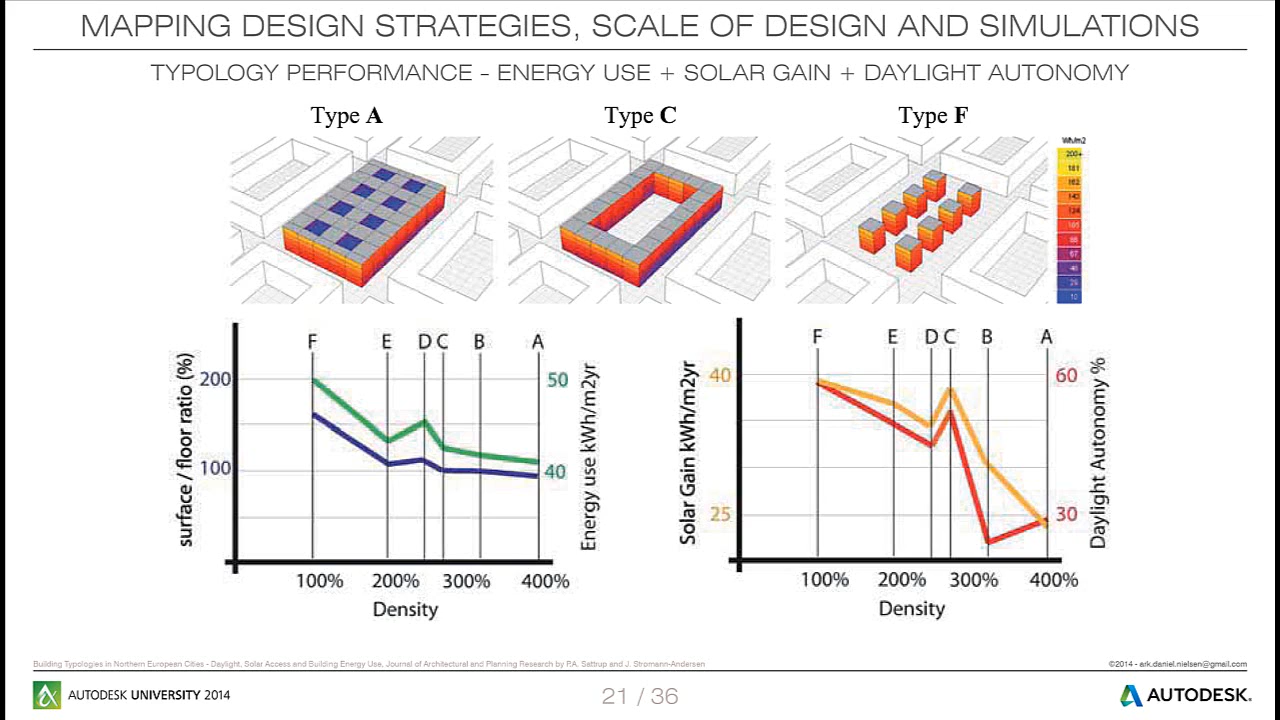 MAPPING DESIGN STRATEGIES, SCALE OF DESIGN AND SIMULATIONS
TYPOLOGY PERFORMANCE - ENERGY USE + SOLAR GAIN + DAYLIGHT AUTONOMY
Type A
Type C
Type F
Wh/m2
200+
181
162
143
124
105
86
67
48
29
10
surface / floor ratio (%)
200
100
F E D C B A
50
40
Energy use kWh/m2yr
100% 200% 300% 400%
Density
Solar Gain kWh/m2yr
40
25
F E D C B A
60
30
Daylight Autonomy %
100% 200% 300% 400%
Density
Building Typologies in Northern European Cities - Daylight, Solar Access and Building Energy Use, Journal of Architectural and Planning Research by P.A. Sattrup and J. Stromann-Andersen
©2014 - ark.daniel.nielsen@gmail.com
AUTODESK UNIVERSITY 2014
21 / 36
AUTODESK.